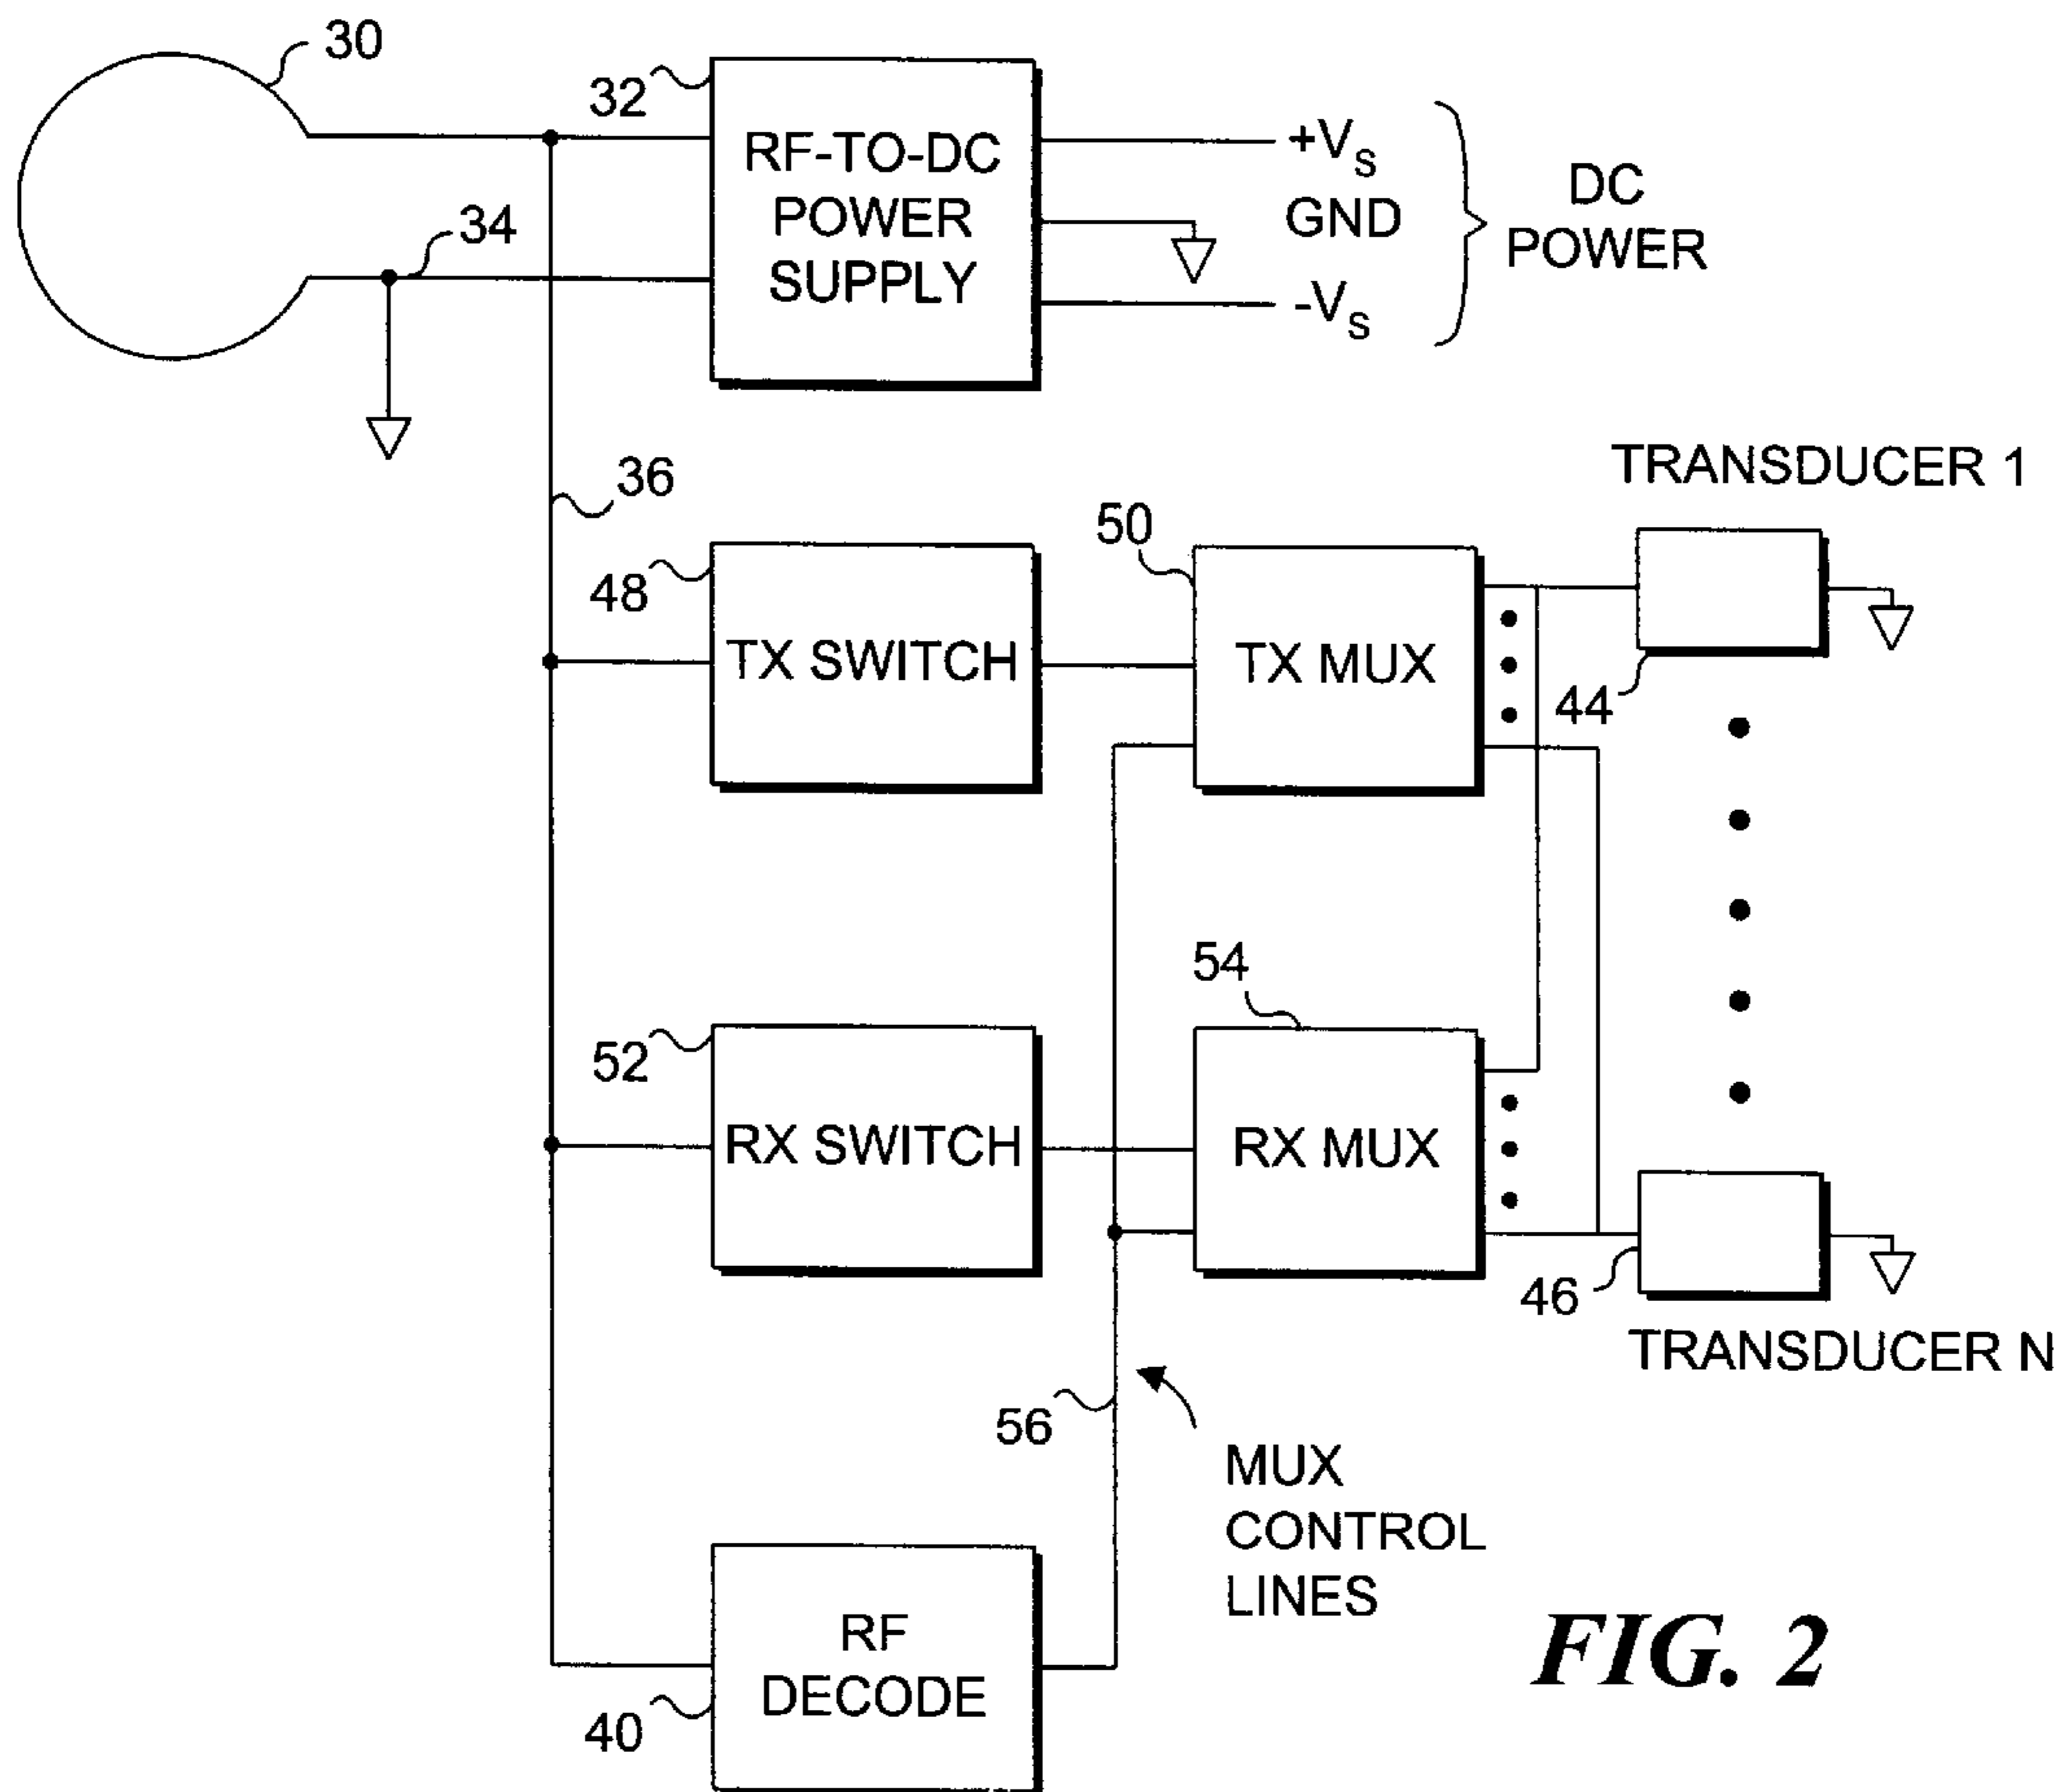 30
32
RF-TO-DC
POWER
SUPPLY
+VS
GND
-VS
DC
POWER
34
36
TRANSDUCER 1
50
48
TX SWITCH
TX MUX
44
54
52
RX SWITCH
RX MUX
46
TRANSDUCER N
56
MUX
CONTROL
LINES
RF
DECODE
40
FIG. 2